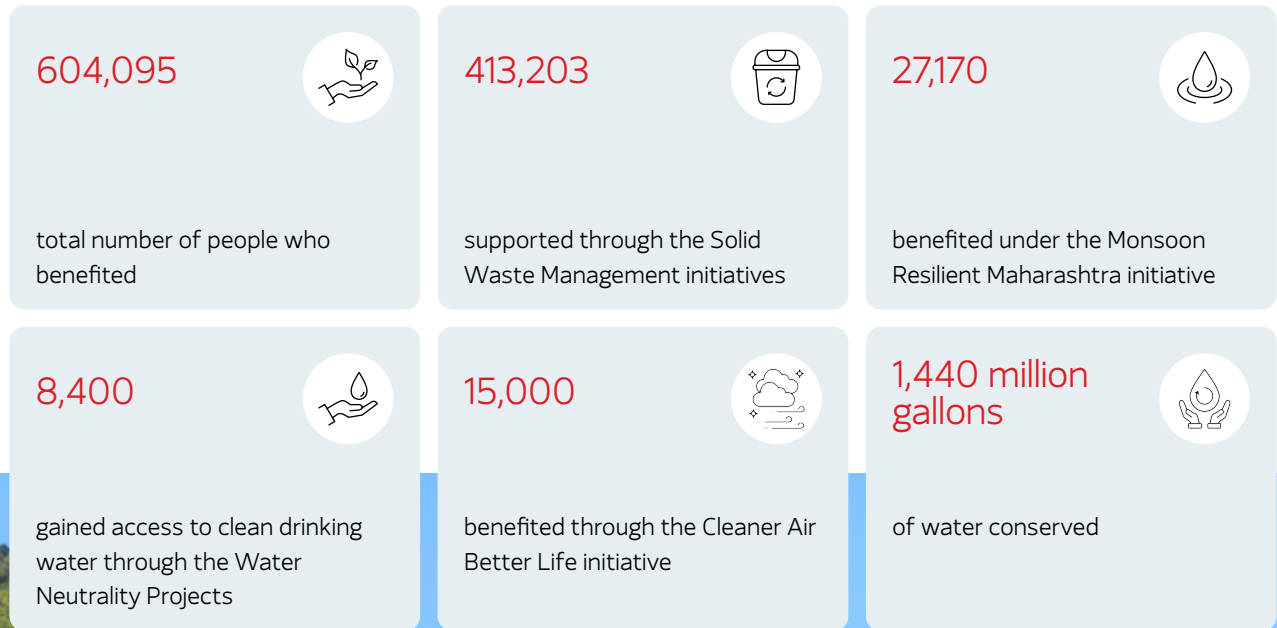 604,095
total number of people who
benefited
413,203
supported through the Solid
Waste Management initiatives
27,170
benefited under the Monsoon
Resilient Maharashtra initiative
8,400
gained access to clean drinking
water through the Water
Neutrality Projects
15,000
benefited through the Cleaner Air
Better Life initiative
1,440 million
gallons
of water conserved